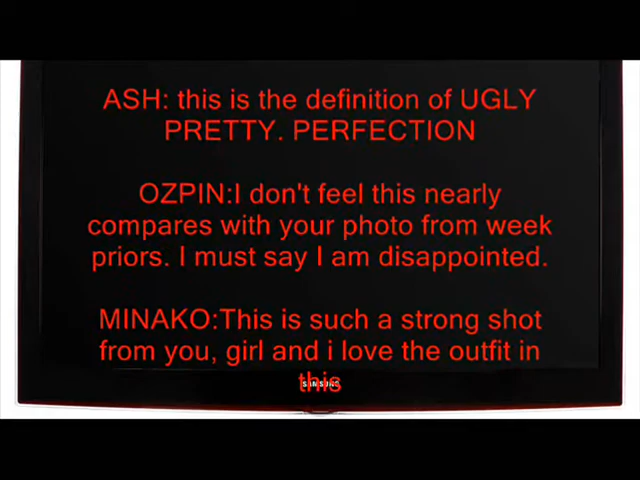 ASH: this is the definition of UGLY
PRETTY. PERFECTION
OZPIN:I don't feel this nearly
compares with your photo from week
priors. I must say I am disappointed.
MINAKO:This is such a strong shot
from you, girl and i love the outfit in
this
SAMSUNG